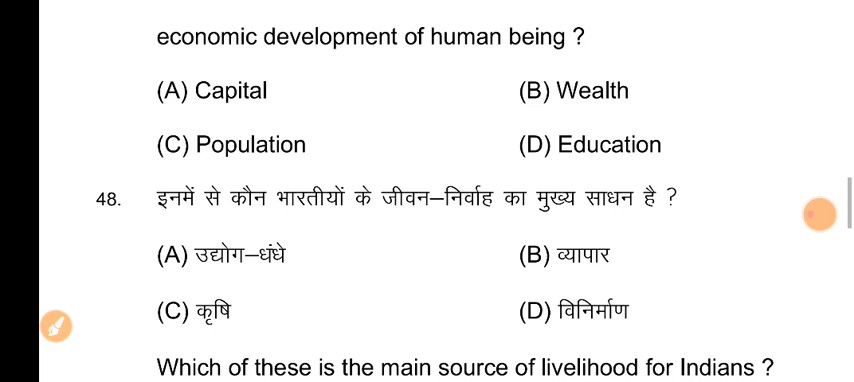 economic development of human being ?
(A) Capital (B) Wealth
(C) Population (D) Education
48. इनमें से कौन भारतीयों के जीवन–निर्वाह का मुख्य साधन है ?
(A) उद्योग–धंधे (B) व्यापार
(C) कृषि (D) विनिर्माण
Which of these is the main source of livelihood for Indians ?